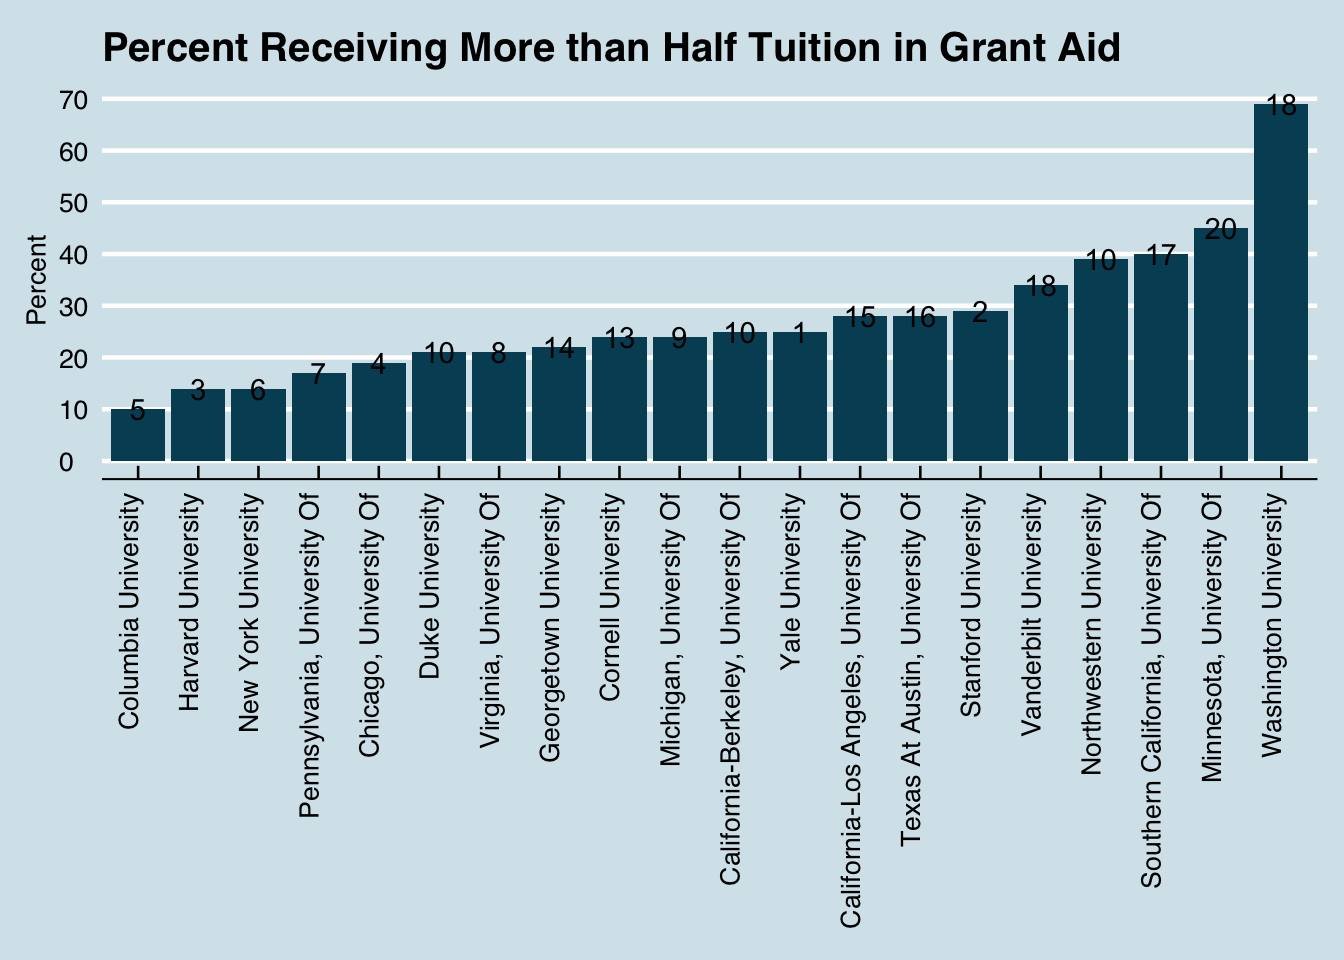 Percent Receiving More than Half Tuition in Grant Aid
Percent
70
60
50
40
30
20
10
0
5
3
6
7
4
10
8
14
13
9
10
1
15
16
2
18
10
17
20
18
Columbia University
Harvard University
New York University
Pennsylvania, University Of
Chicago, University Of
Duke University
Virginia, University Of
Georgetown University
Cornell University
Michigan, University Of
California-Berkeley, University Of
Yale University
California-Los Angeles, University Of
Texas At Austin, University Of
Stanford University
Vanderbilt University
Northwestern University
Southern California, University Of
Minnesota, University Of
Washington University